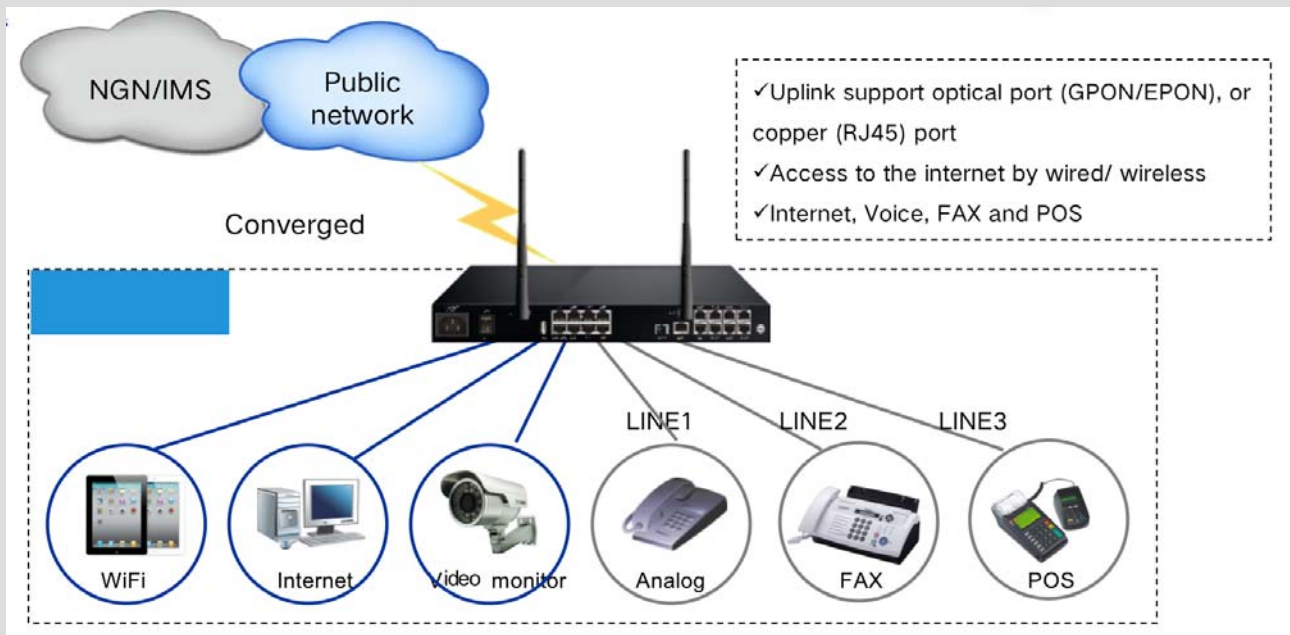 NGN/IMS
Public
network
✓Uplink support optical port (GPON/EPON), or
copper (RJ45) port
✓Access to the internet by wired/ wireless
✓Internet, Voice, FAX and POS
Converged
LINE1
LINE2
LINE3
WiFi
Internet
Video monitor
Analog
FAX
POS